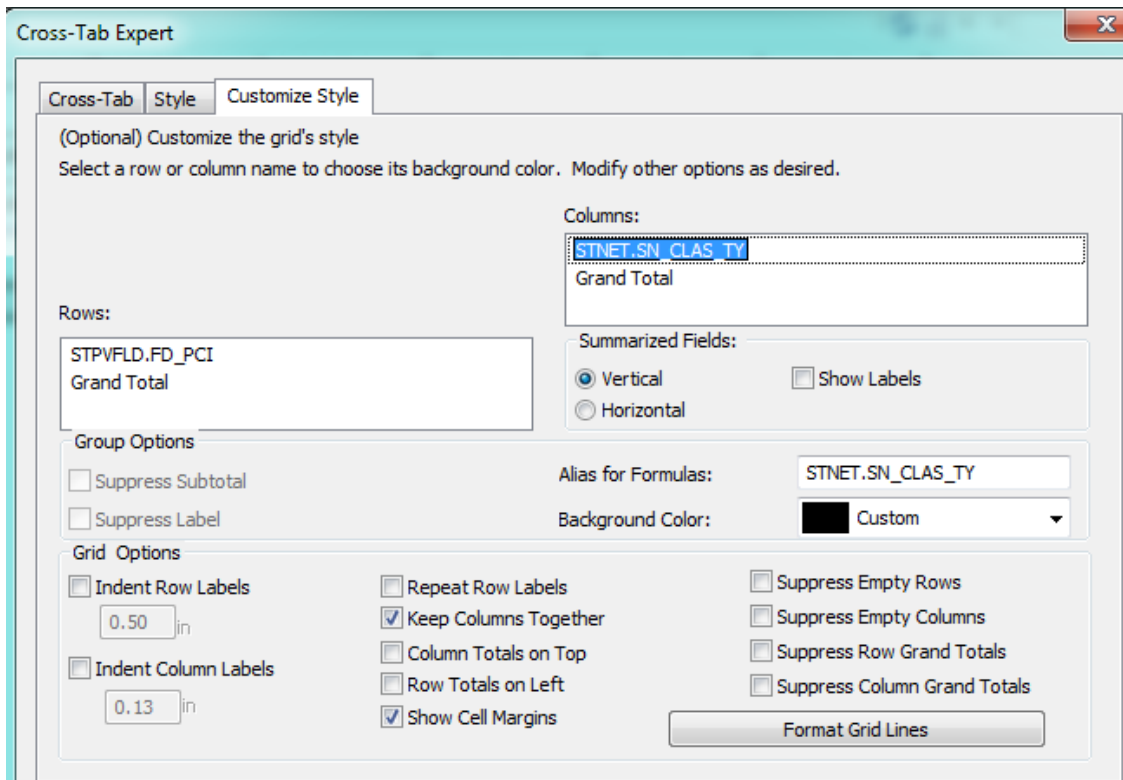 Cross-Tab Expert
Cross-Tab Style Customize Style
(Optional) Customize the grid's style
Select a row or column name to choose its background color. Modify other options as desired.
Columns:
STNET.SN_CLAS_TY
Grand Total
Rows:
STPVFLD.FD_PCI
Grand Total
Summarized Fields:
Vertical
Show Labels
Horizontal
Group Options
Suppress Subtotal
Suppress Label
Alias for Formulas:
STNET.SN_CLAS_TY
Background Color:
Custom
Grid Options
Indent Row Labels
0.50 in
Indent Column Labels
0.13 in
Repeat Row Labels
Keep Columns Together
Column Totals on Top
Row Totals on Left
Show Cell Margins
Suppress Empty Rows
Suppress Empty Columns
Suppress Row Grand Totals
Suppress Column Grand Totals
Format Grid Lines